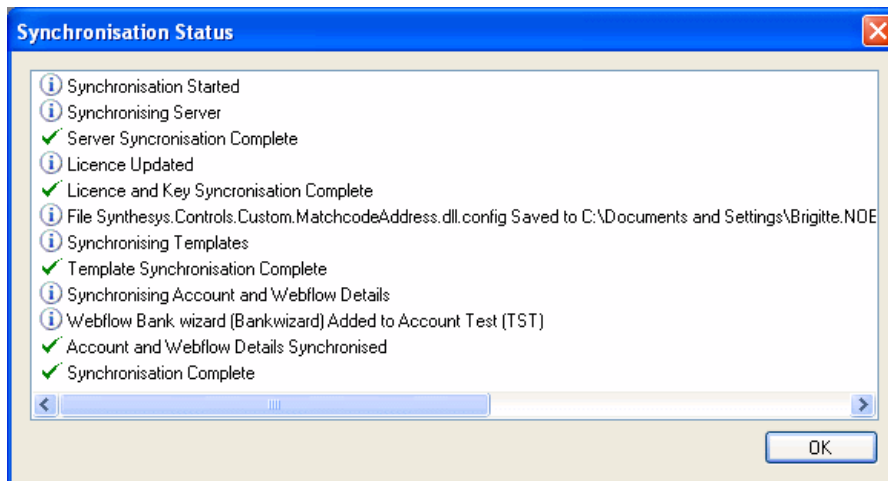 Synchronisation Status
Synchronisation Started
Synchronising Server
Server Syncronisation Complete
Licence Updated
Licence and Key Syncronisation Complete
File Synthesys.Controls.Custom.MatchcodeAddress.dll.config Saved to C:\Documents and Settings\Brigitte.NOE
Synchronising Templates
Template Synchronisation Complete
Synchronising Account and Webflow Details
Webflow Bank wizard (Bankwizard) Added to Account Test (TST)
Account and Webflow Details Synchronised
Synchronisation Complete
OK